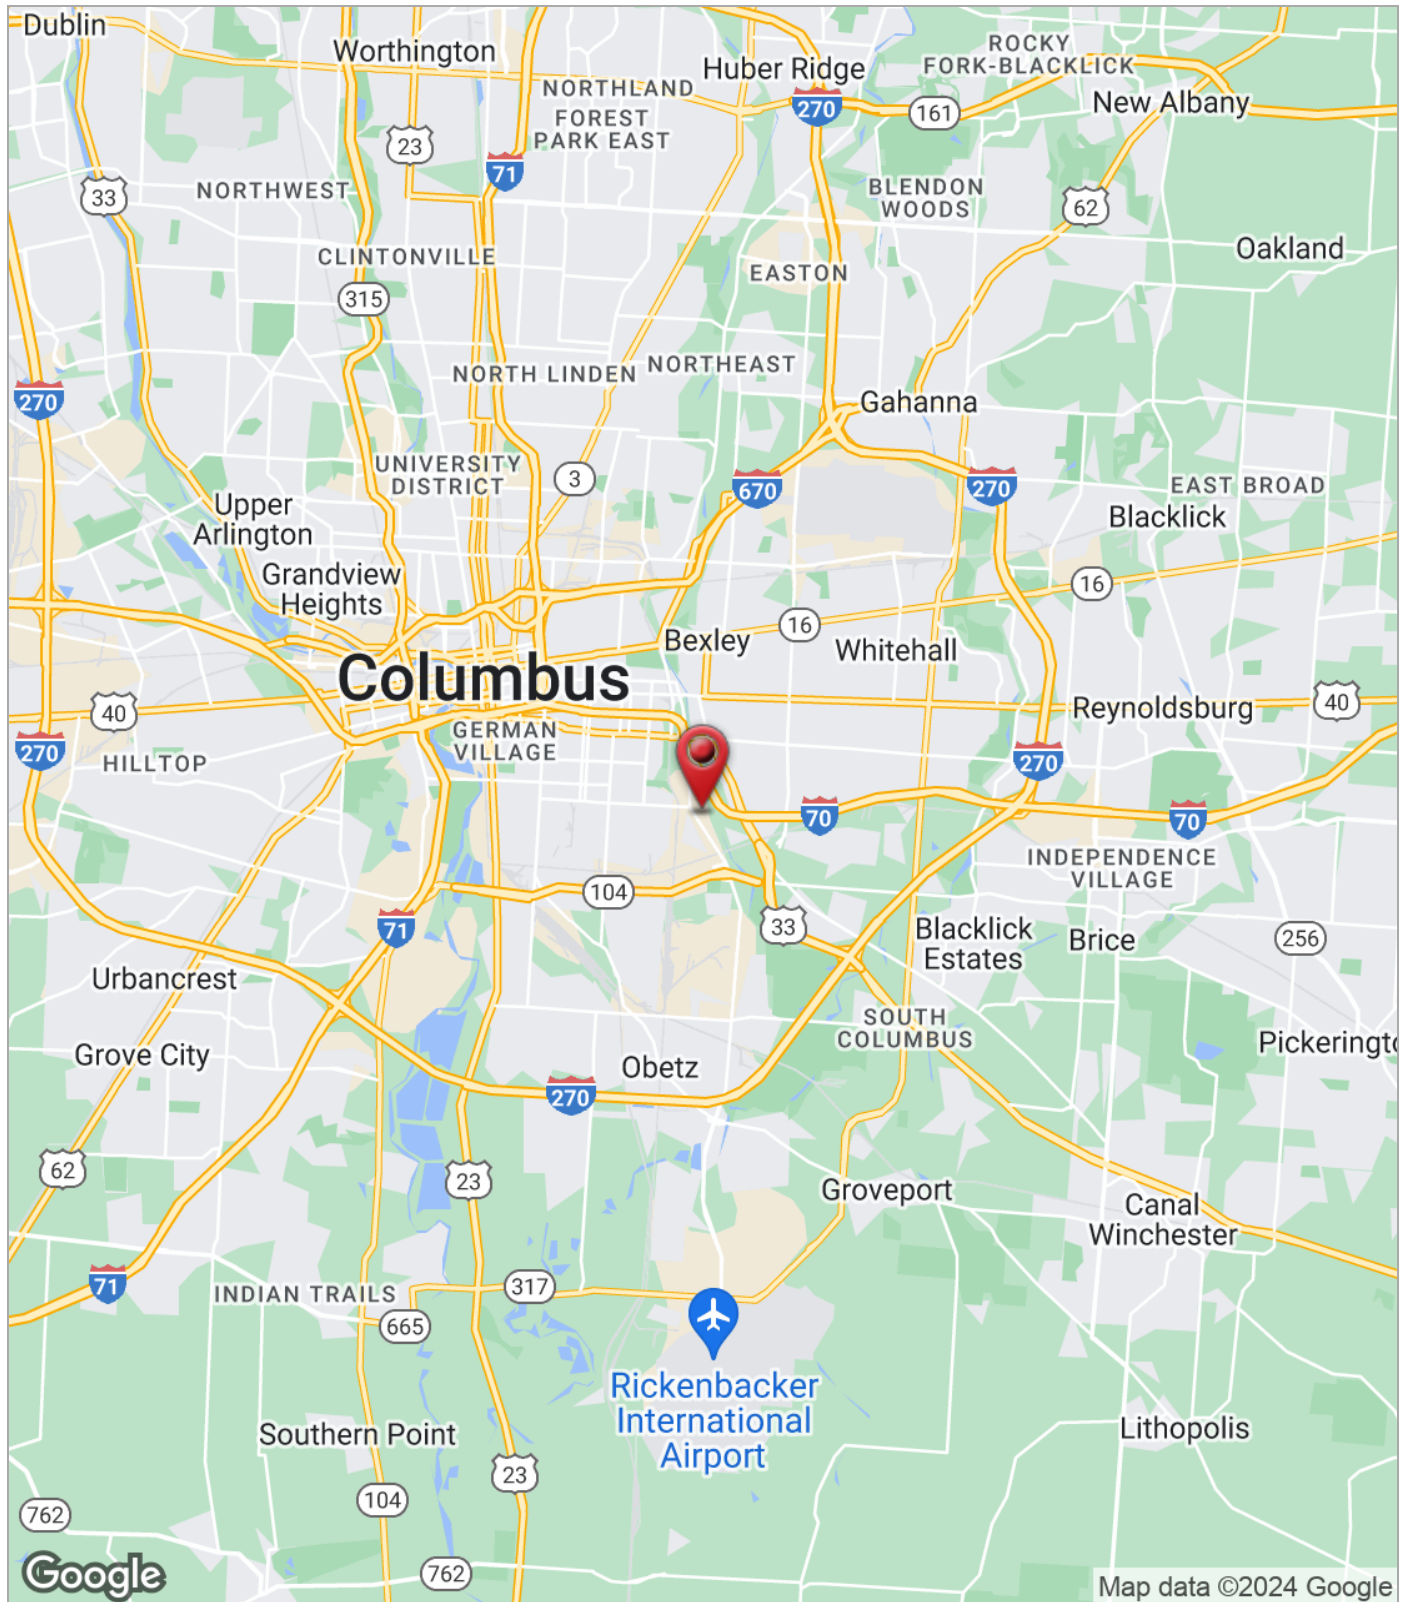 Dublin
Worthington
Huber Ridge
ROCKY
FORK-BLACKLICK
NORTHLAND
270
161
New Albany
FOREST
PARK EAST
23
71
33
NORTHWEST
BLENDON
WOODS
62
CLINTONVILLE
Oakland
EASTON
315
NORTH LINDEN
NORTHEAST
270
Gahanna
UNIVERSITY
DISTRICT
3
670
270
EAST BROAD
Upper
Arlington
Blacklick
Grandview
Heights
16
16
Bexley
Whitehall
Columbus
40
Reynoldsburg
40
GERMAN
VILLAGE
270
HILLTOP
270
70
70
INDEPENDENCE
VILLAGE
104
71
33
Blacklick
Estates
Brice
256
Urbancrest
SOUTH
COLUMBUS
Grove City
Obetz
Pickeringto
270
62
23
Groveport
Canal
Winchester
71
INDIAN TRAILS
317
665
Rickenbacker
International
Airport
Southern Point
Lithopolis
23
104
762
762
Google
Map data ©2024 Google